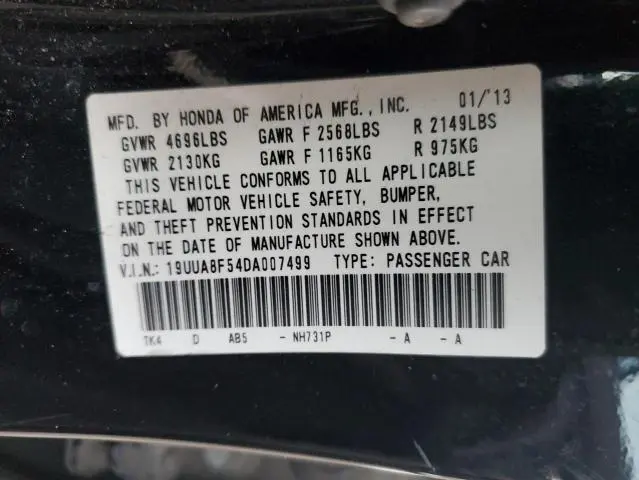 MFD. BY HONDA OF AMERICA MFG., INC. 01/'13
GVWR 4696LBS GAWR F 2568LBS R 2149LBS
GVWR 2130KG GAWR F 1165KG R 975KG
THIS VEHICLE CONFORMS TO ALL APPLICABLE
FEDERAL MOTOR VEHICLE SAFETY, BUMPER,
AND THEFT PREVENTION STANDARDS IN EFFECT
ON THE DATE OF MANUFACTURE SHOWN ABOVE.
V.I.N.: 19UUA8F54DA007499 TYPE: PASSENGER CAR
TK4 D AB5 - NH731P - A - A